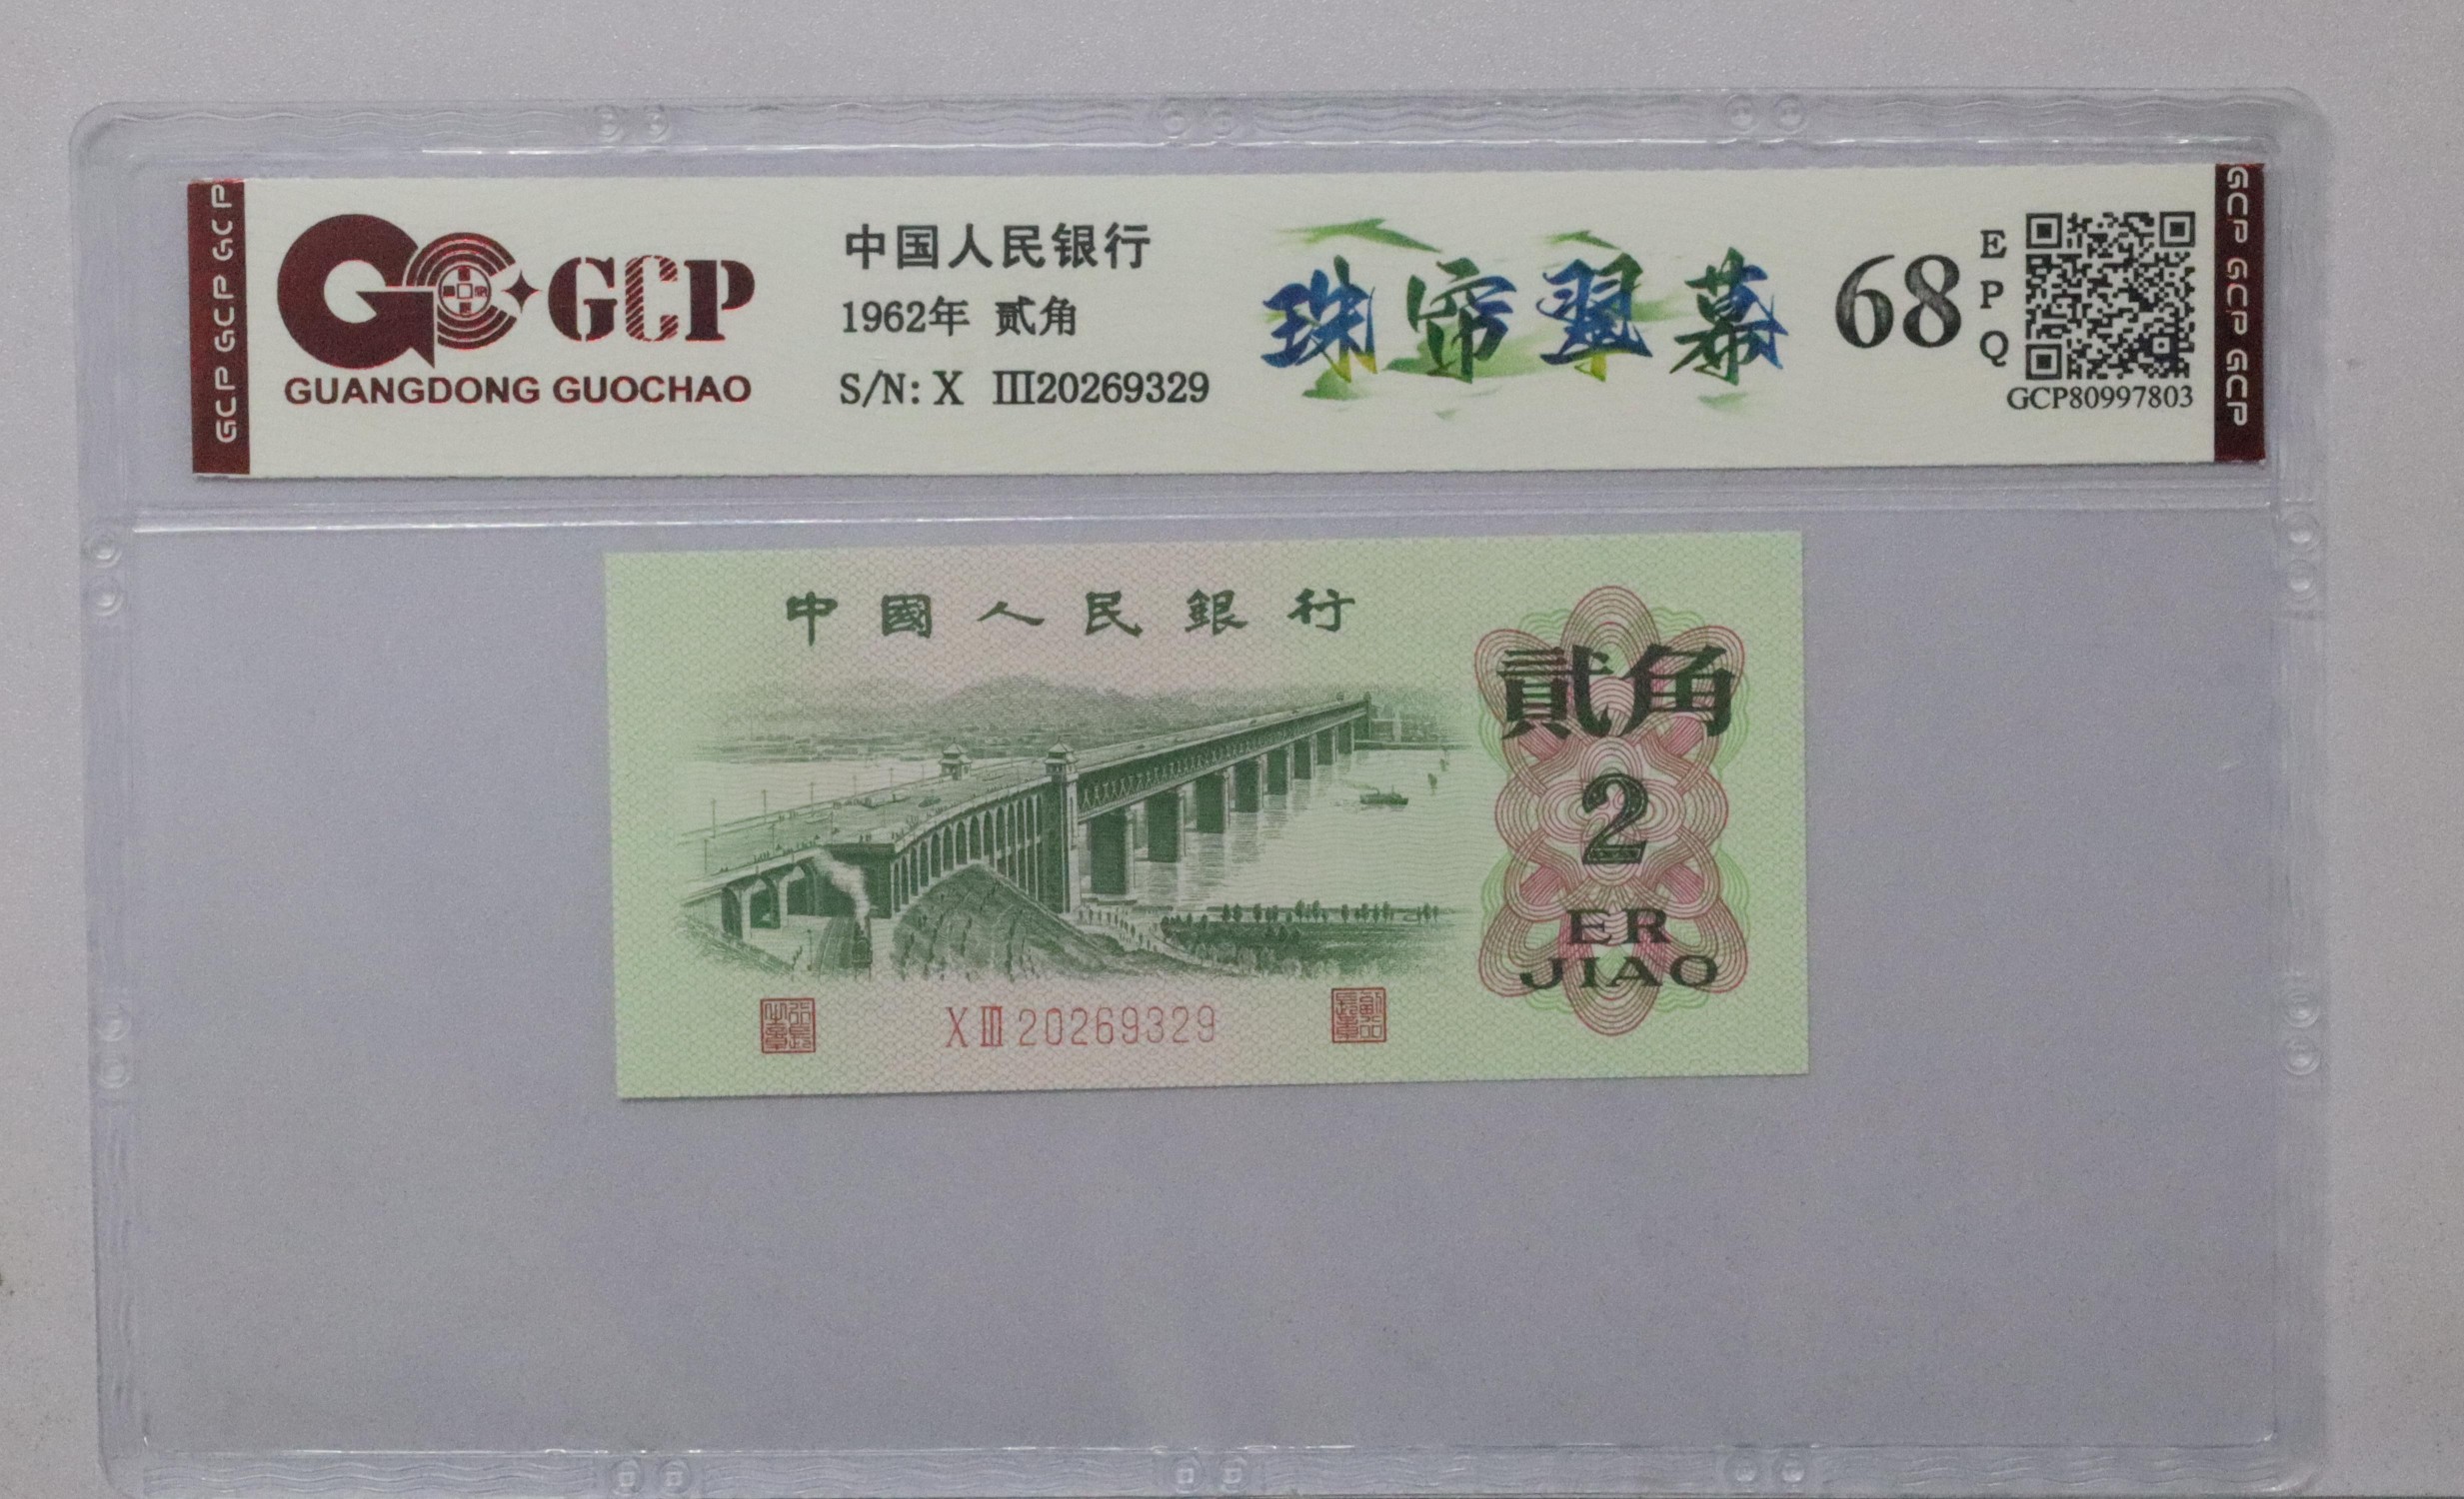 GCP GCP GCP
GCP
GUANGDONG GUOCHAO
中国人民银行
1962年 贰角
S/N: X Ⅲ20269329
珠帘翠幕
68
EPQ
GCP80997803
GCP GCP GCP
中國人民銀行
貳角
2
ER
JIAO
XⅢ20269329